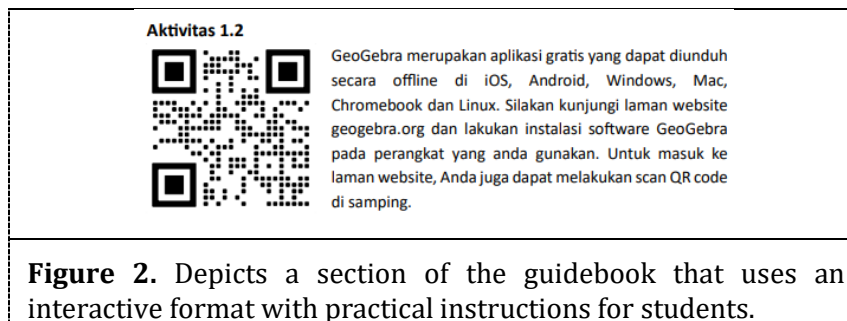 Aktivitas 1.2
GeoGebra merupakan aplikasi gratis yang dapat diunduh
secara offline di iOS, Android, Windows, Mac,
Chromebook dan Linux. Silakan kunjungi laman website
geogebra.org dan lakukan instalasi software GeoGebra
pada perangkat yang anda gunakan. Untuk masuk ke
laman website, Anda juga dapat melakukan scan QR code
di samping.
Figure 2. Depicts a section of the guidebook that uses an
interactive format with practical instructions for students.